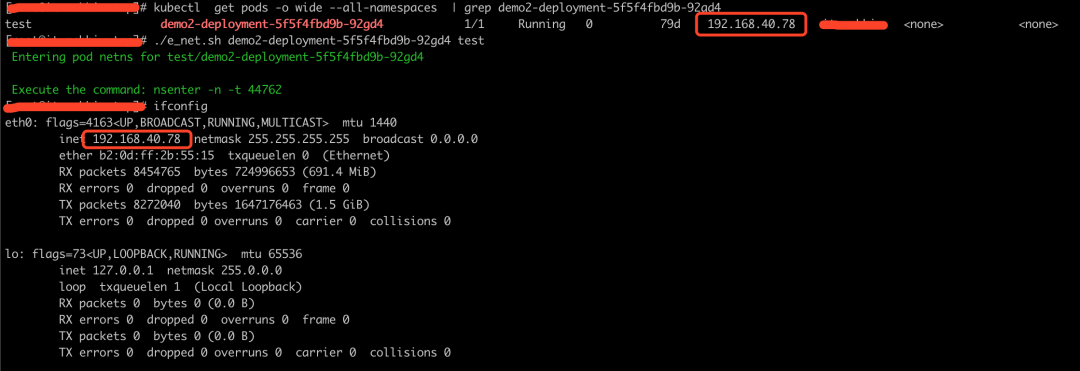 # kubectl  get pods -o wide --all-namespaces  | grep demo2-deployment-5f5f4fbd9b-92gd4
test demo2-deployment-5f5f4fbd9b-92gd4 1/1 Running 0 79d 192.168.40.78 <none> <none>
# ./e_net.sh demo2-deployment-5f5f4fbd9b-92gd4 test
Entering pod netns for test/demo2-deployment-5f5f4fbd9b-92gd4
Execute the command: nsenter -n -t 44762
# ifconfig
eth0: flags=4163<UP,BROADCAST,RUNNING,MULTICAST>  mtu 1440
inet 192.168.40.78 netmask 255.255.255.255  broadcast 0.0.0.0
ether b2:0d:ff:2b:55:15  txqueuelen 0  (Ethernet)
RX packets 8454765  bytes 724996653 (691.4 MiB)
RX errors 0  dropped 0  overruns 0  frame 0
TX packets 8272040  bytes 1647176463 (1.5 GiB)
TX errors 0  dropped 0 overruns 0  carrier 0  collisions 0
lo: flags=73<UP,LOOPBACK,RUNNING>  mtu 65536
inet 127.0.0.1  netmask 255.0.0.0
loop  txqueuelen 1  (Local Loopback)
RX packets 0  bytes 0 (0.0 B)
RX errors 0  dropped 0  overruns 0  frame 0
TX packets 0  bytes 0 (0.0 B)
TX errors 0  dropped 0 overruns 0  carrier 0  collisions 0